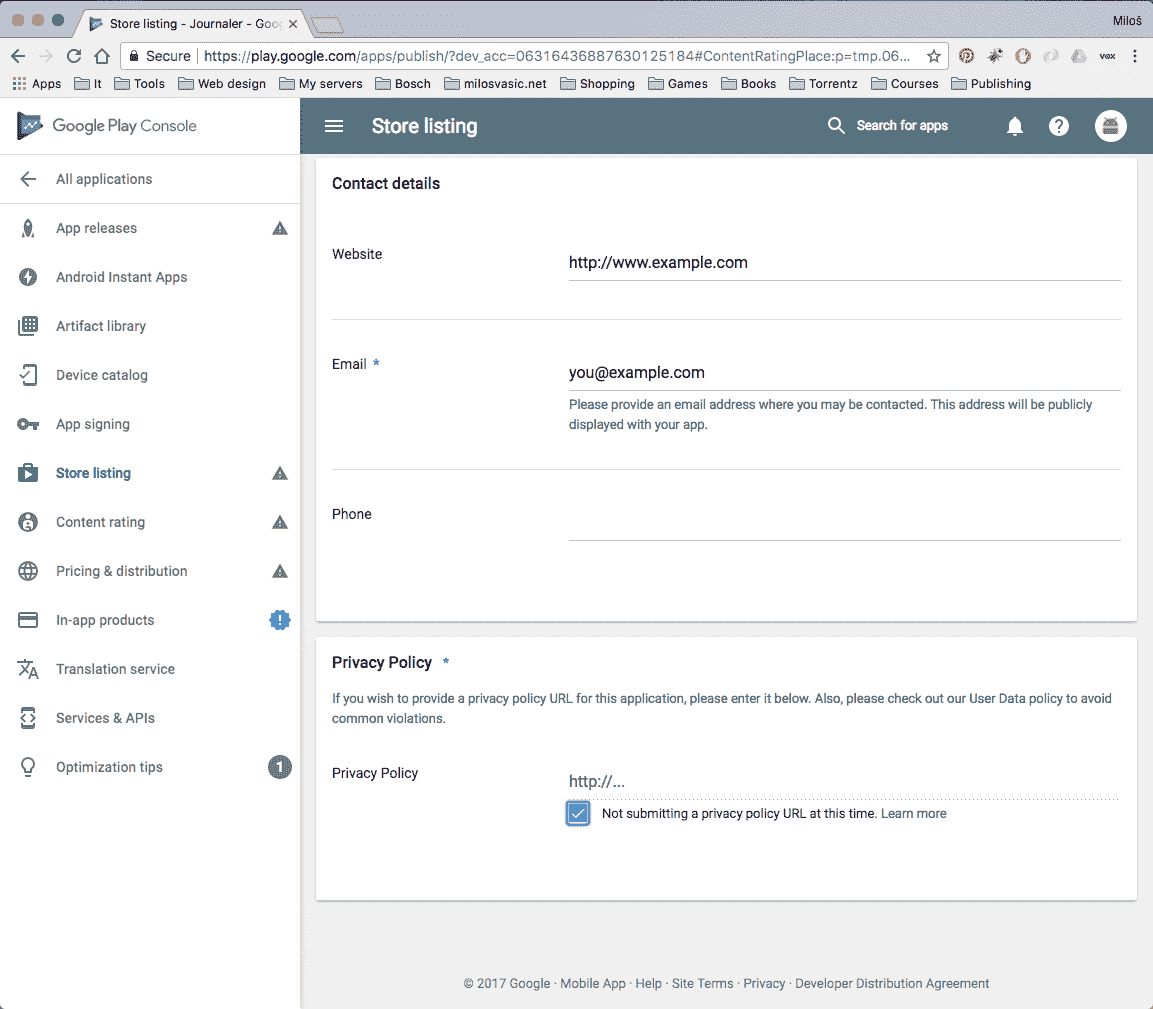 Store listing - Journaler - Goog
Miloš
Secure
https://play.google.com/apps/publish/?dev_acc=06316436887630125184#ContentRatingPlace:p=tmp.06...
vox
Apps It Tools Web design My servers Bosch milosvasic.net Shopping Games Books Torrentz Courses Publishing
Google Play Console
Store listing
Search for apps
All applications
App releases
Android Instant Apps
Artifact library
Device catalog
App signing
Store listing
Content rating
Pricing & distribution
In-app products
Translation service
Services & APIs
Optimization tips
1
Contact details
Website
http://www.example.com
Email *
you@example.com
Please provide an email address where you may be contacted. This address will be publicly
displayed with your app.
Phone
Privacy Policy *
If you wish to provide a privacy policy URL for this application, please enter it below. Also, please check out our User Data policy to avoid
common violations.
Privacy Policy
http://...
Not submitting a privacy policy URL at this time. Learn more
© 2017 Google · Mobile App · Help · Site Terms · Privacy · Developer Distribution Agreement